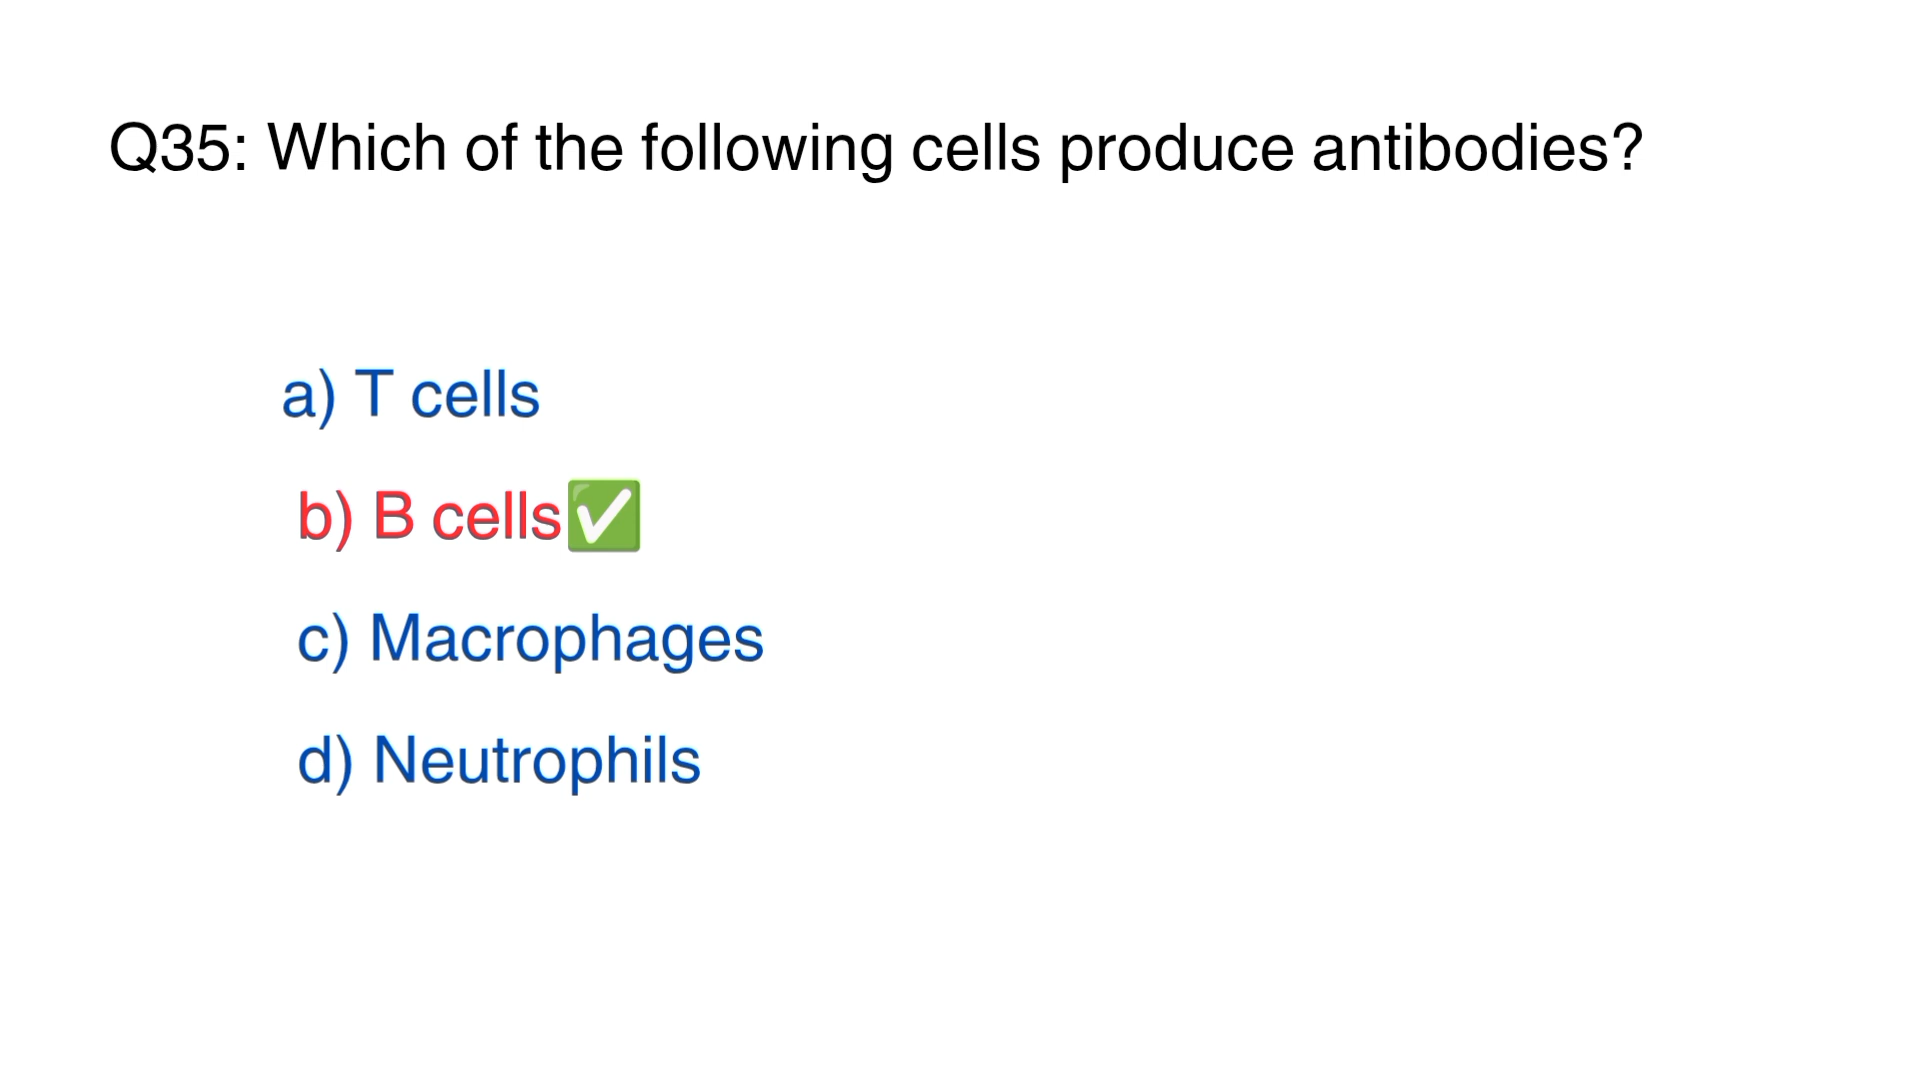 Q35: Which of the following cells produce antibodies?
a) T cells
b) B cells✅
c) Macrophages
d) Neutrophils